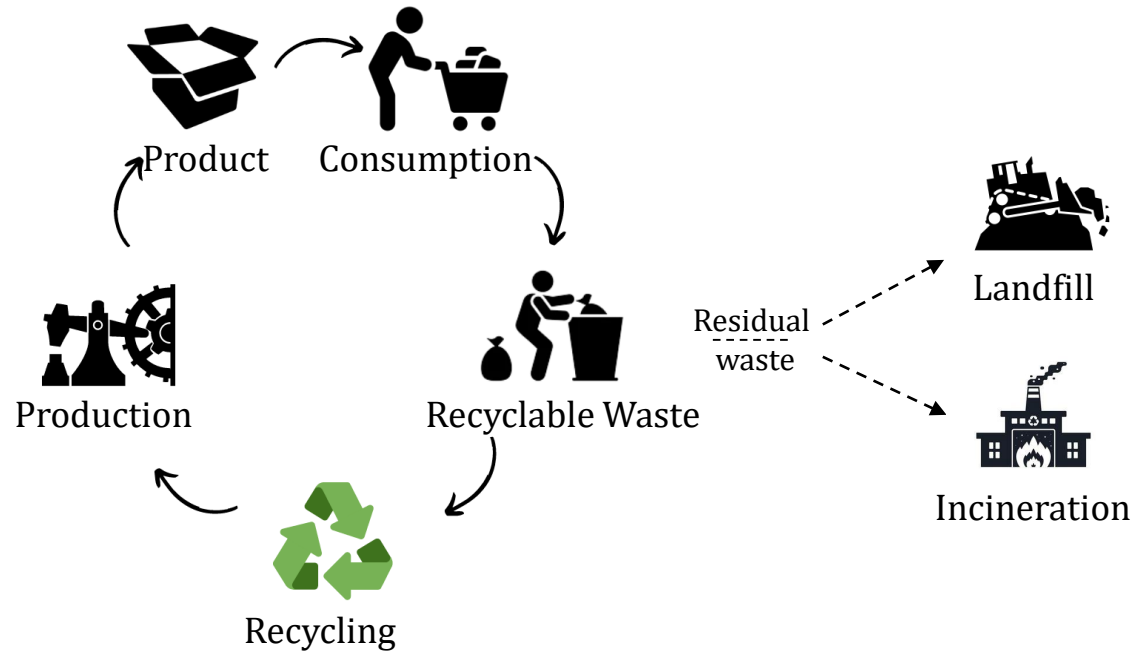 Product
Consumption
Landfill
Residual
waste
Production
Recyclable Waste
Incineration
Recycling